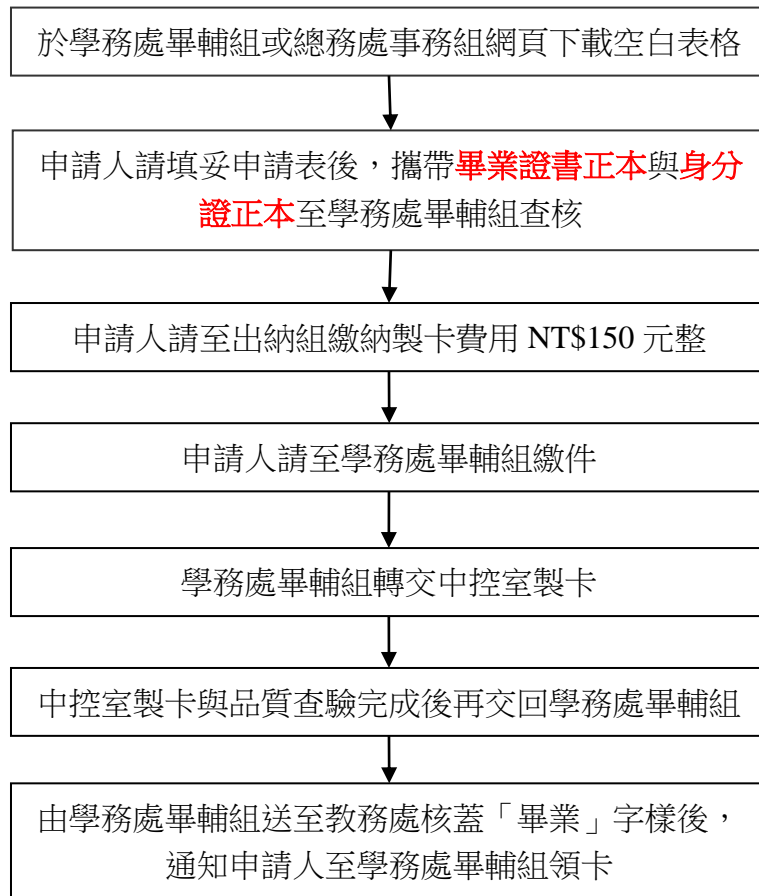 於學務處畢輔組或總務處事務組網頁下載空白表格
申請人請填妥申請表後，攜帶畢業證書正本與身分
證正本至學務處畢輔組查核
申請人請至出納組繳納製卡費用 NT$150 元整
申請人請至學務處畢輔組繳件
學務處畢輔組轉交中控室製卡
中控室製卡與品質查驗完成後再交回學務處畢輔組
由學務處畢輔組送至教務處核蓋「畢業」字樣後，
通知申請人至學務處畢輔組領卡